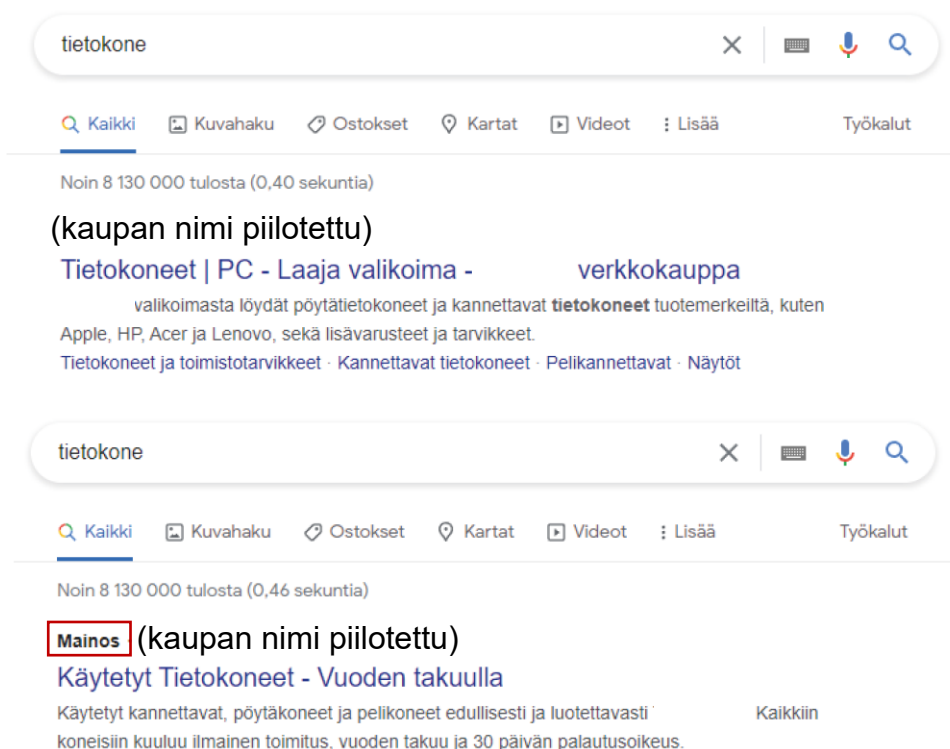 tietokone
Kaikki Kuvahaku Ostokset Kartat Videot Lisää Työkalut
Noin 8 130 000 tulosta (0,40 sekuntia)
(kaupan nimi piilotettu)
Tietokoneet | PC - Laaja valikoima - verkkokauppa
valikoimasta löydät pöytätietokoneet ja kannettavat tietokoneet tuotemerkeiltä, kuten
Apple, HP, Acer ja Lenovo, sekä lisävarusteet ja tarvikkeet.
Tietokoneet ja toimistotarvikkeet · Kannettavat tietokoneet · Pelikannettavat · Näytöt
tietokone
Kaikki Kuvahaku Ostokset Kartat Videot Lisää Työkalut
Noin 8 130 000 tulosta (0,46 sekuntia)
Mainos (kaupan nimi piilotettu)
Käytetyt Tietokoneet - Vuoden takuulla
Käytetyt kannettavat, pöytäkoneet ja pelikoneet edullisesti ja luotettavasti Kaikkiin
koneisiin kuuluu ilmainen toimitus, vuoden takuu ja 30 päivän palautusoikeus.